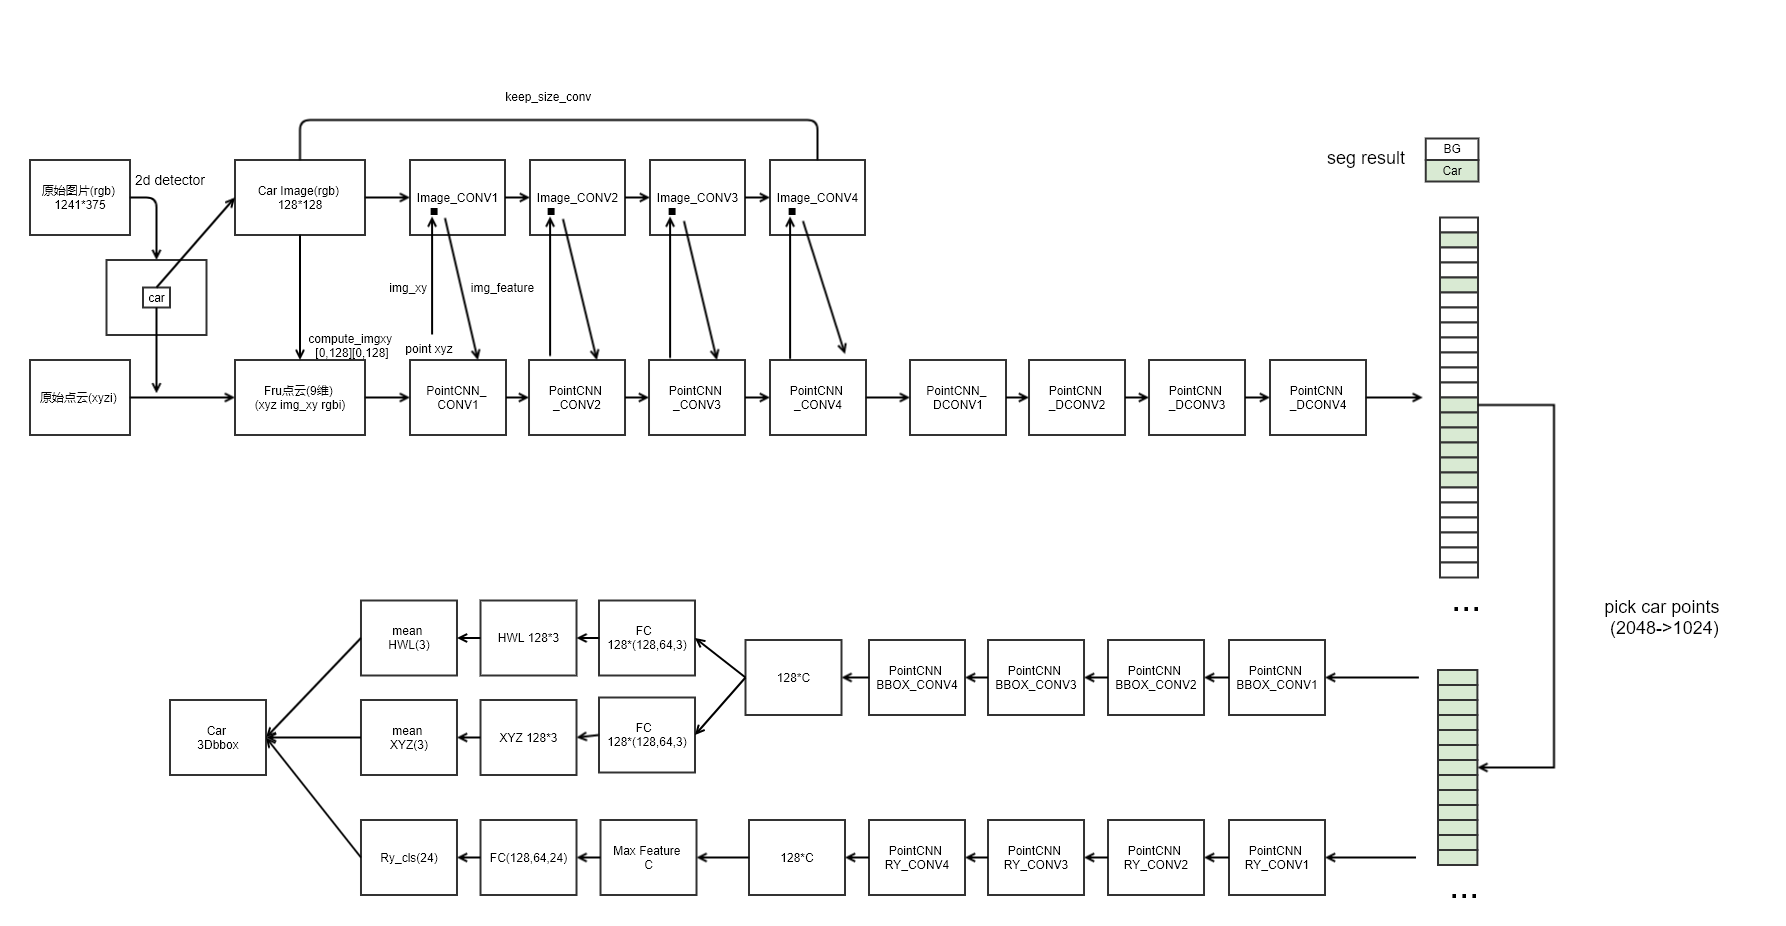 keep_size_conv
原始图片(rgb)
1241*375
2d detector
Car Image(rgb)
128*128
Image_CONV1
Image_CONV2
Image_CONV3
Image_CONV4
seg result
BG
Car
car
img_xy
img_feature
compute_imgxy
[0,128][0,128]
point xyz
原始点云(xyzi)
Fru点云(9维)
(xyz img_xy rgbi)
PointCNN_
CONV1
PointCNN
_CONV2
PointCNN
_CONV3
PointCNN
_CONV4
PointCNN_
DCONV1
PointCNN
_DCONV2
PointCNN
_DCONV3
PointCNN
_DCONV4
...
pick car points
(2048->1024)
mean
HWL(3)
HWL 128*3
FC
128*(128,64,3)
128*C
PointCNN
BBOX_CONV4
PointCNN
BBOX_CONV3
PointCNN
BBOX_CONV2
PointCNN
BBOX_CONV1
Car
3Dbbox
mean
XYZ(3)
XYZ 128*3
FC
128*(128,64,3)
Ry_cls(24)
FC(128,64,24)
Max Feature
C
128*C
PointCNN
RY_CONV4
PointCNN
RY_CONV3
PointCNN
RY_CONV2
PointCNN
RY_CONV1
...